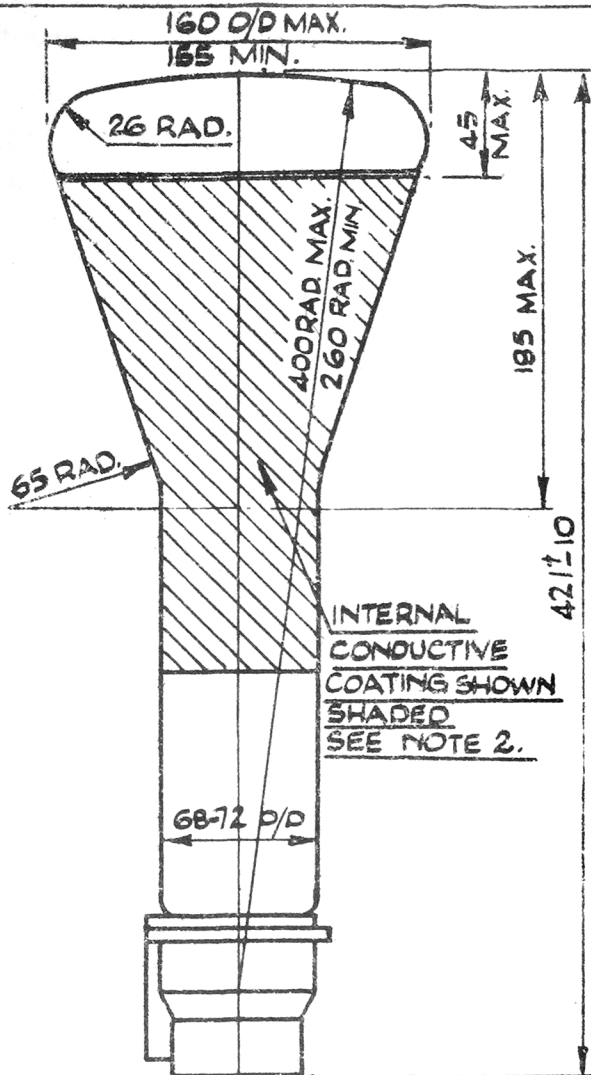 160 O/D MAX.
155 MIN.
26 RAD.
45
MAX.
400 RAD. MAX.
260 RAD. MIN.
185 MAX.
65 RAD.
421 ± 10
INTERNAL
CONDUCTIVE
COATING SHOWN
SHADED
SEE NOTE 2.
68-72 O/D